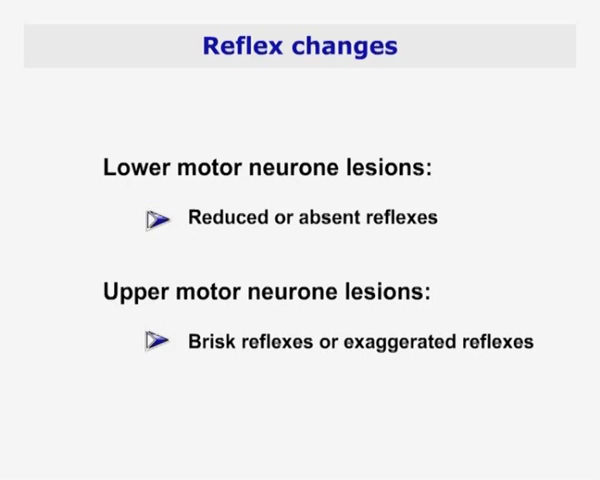 Reflex changes
Lower motor neurone lesions:
Reduced or absent reflexes
Upper motor neurone lesions:
Brisk reflexes or exaggerated reflexes